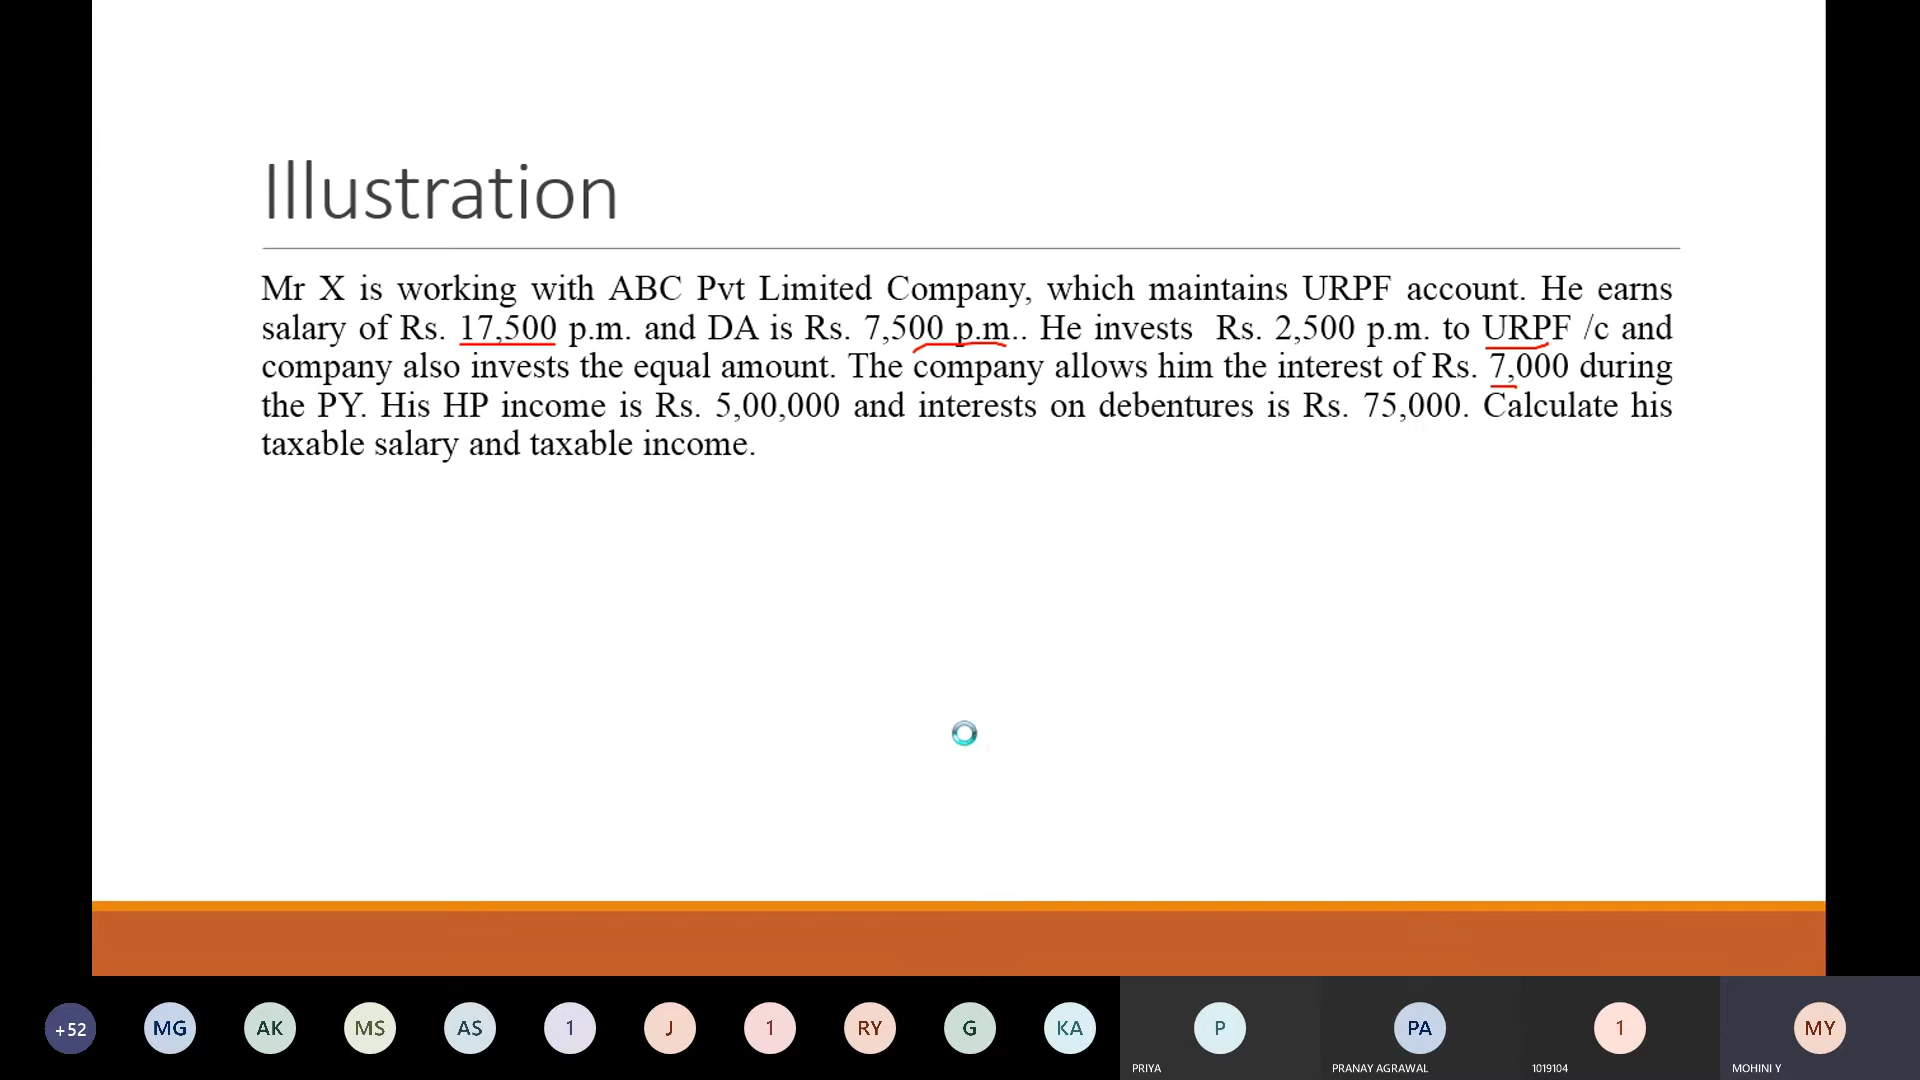 Illustration
Mr X is working with ABC Pvt Limited Company, which maintains URPF account. He earns
salary of Rs. 17,500 p.m. and DA is Rs. 7,500 p.m.. He invests Rs. 2,500 p.m. to URPF /c and
company also invests the equal amount. The company allows him the interest of Rs. 7,000 during
the PY. His HP income is Rs. 5,00,000 and interests on debentures is Rs. 75,000. Calculate his
taxable salary and taxable income.
+52 MG AK MS AS 1 J 1 RY G KA P PA 1 MY
PRIYA PRANAY AGRAWAL 1019104 MOHINI Y